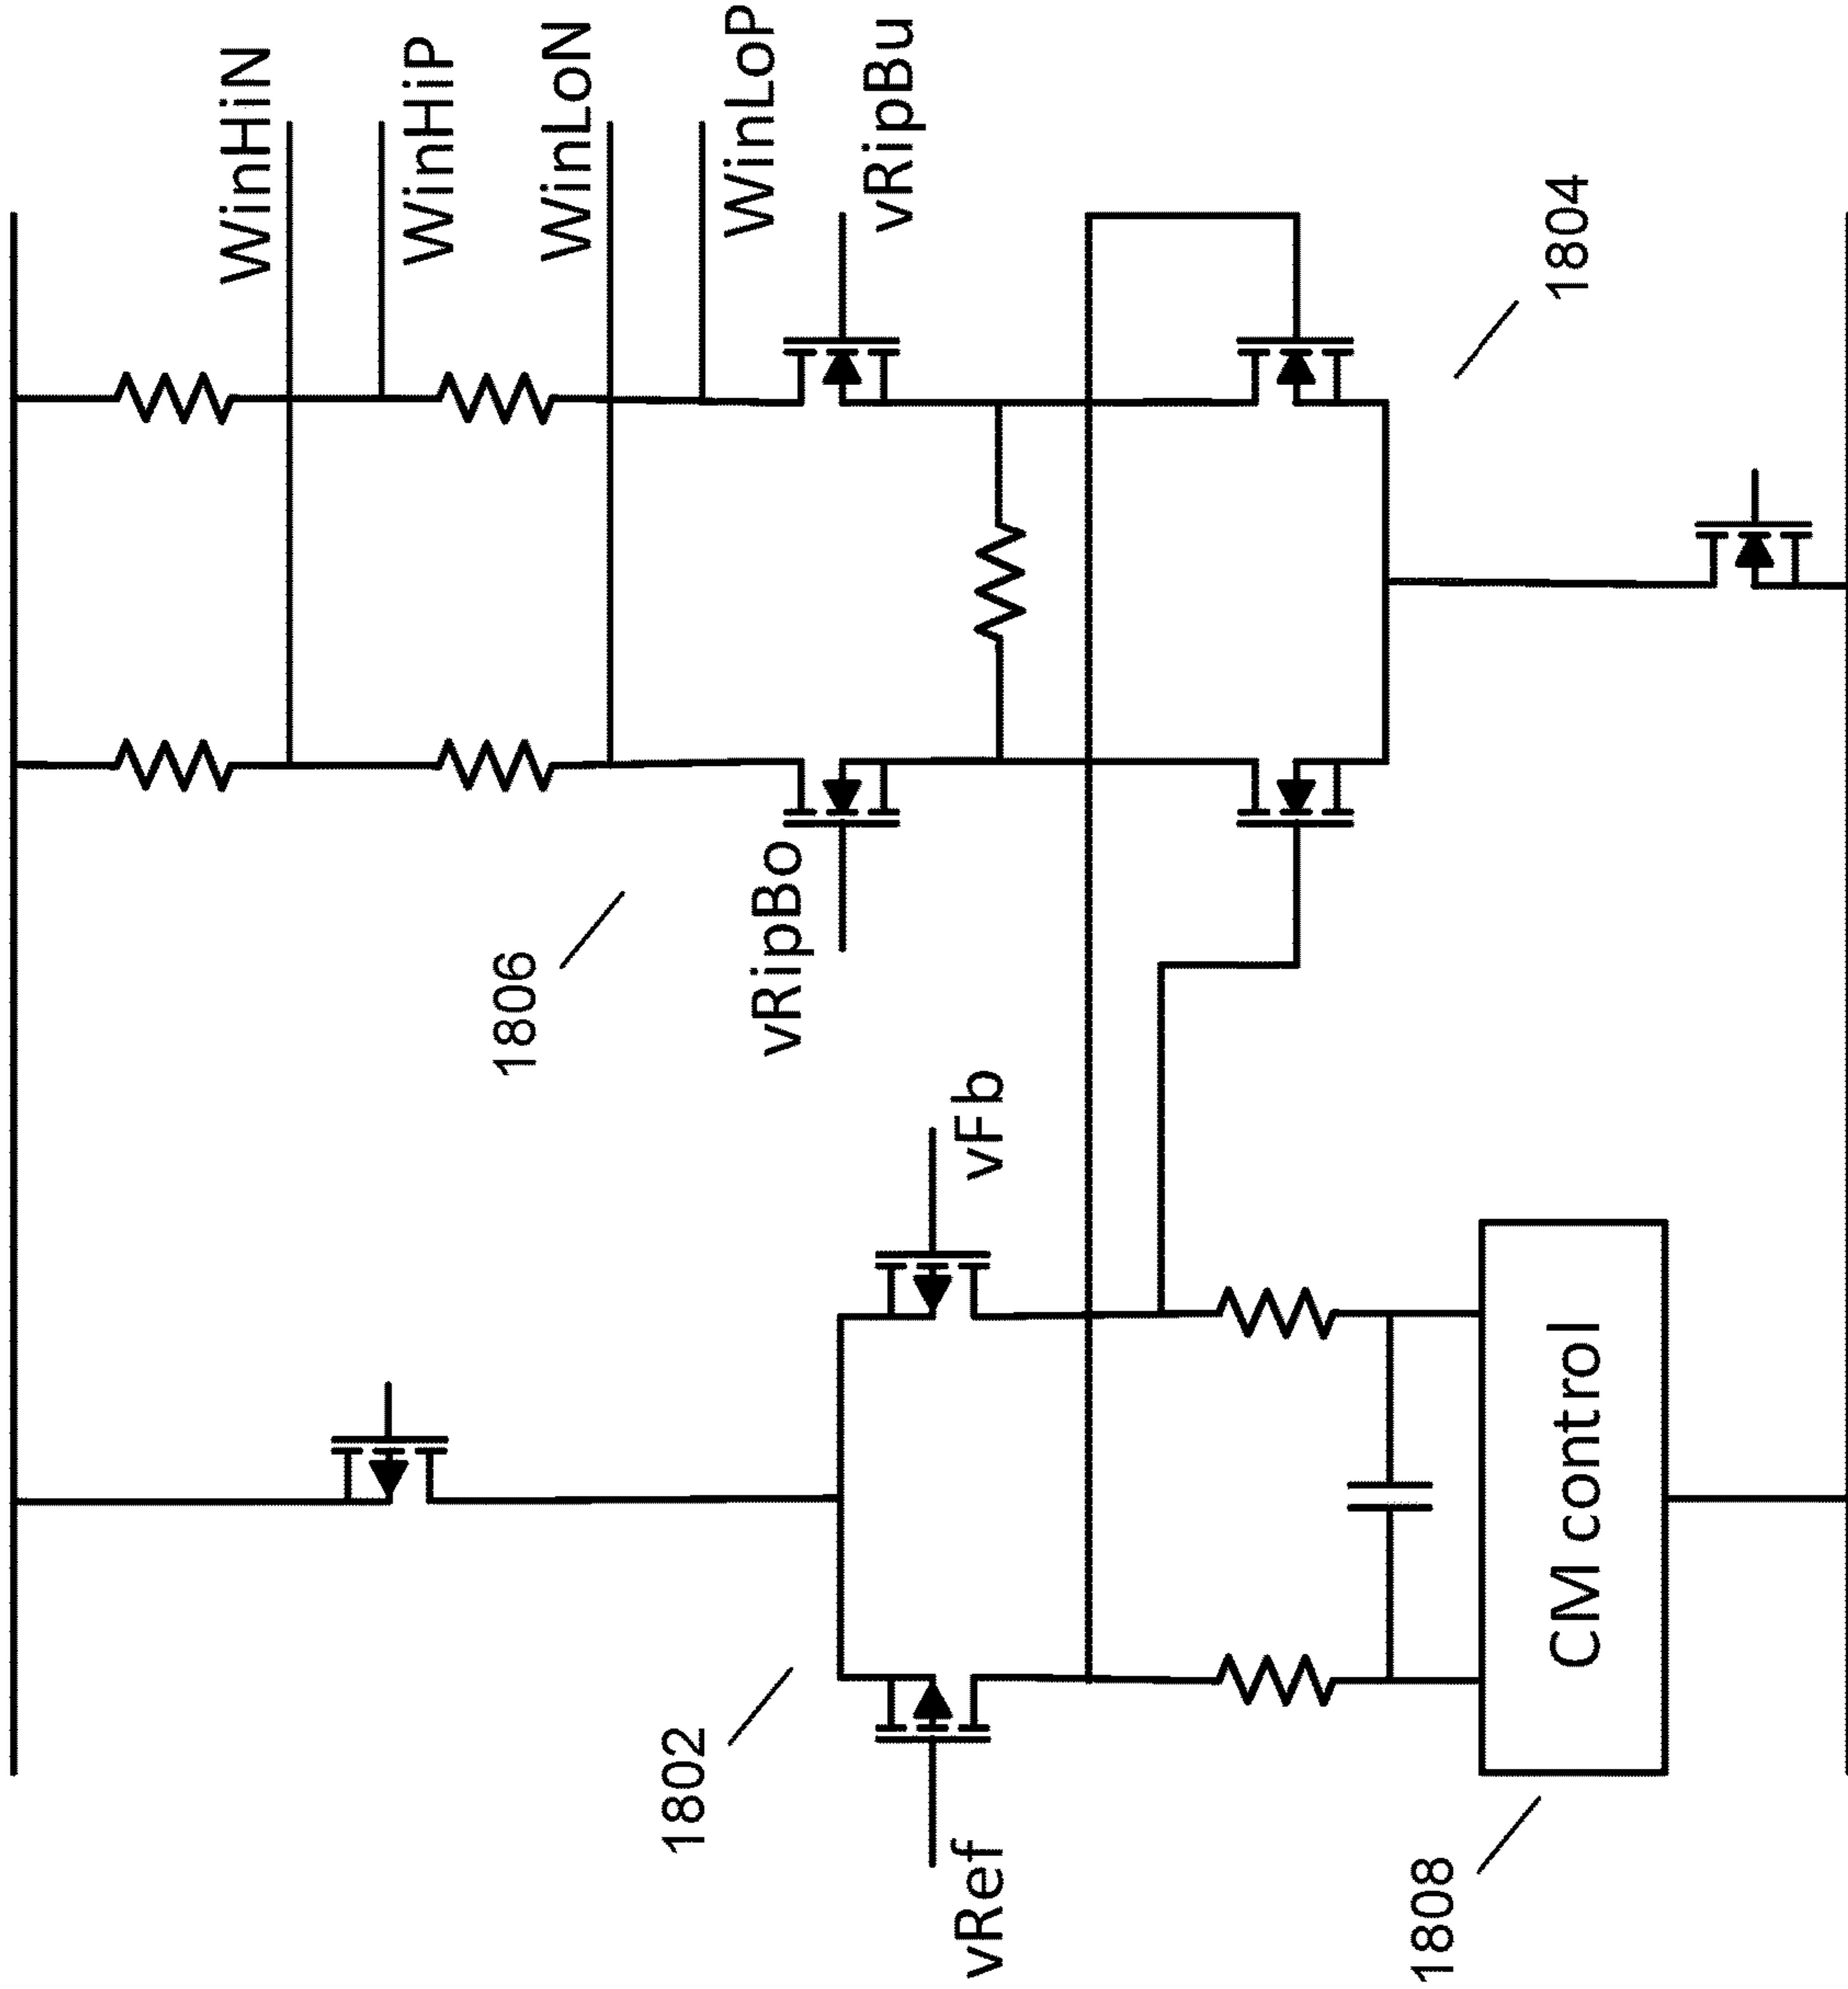 WinHiN
WinHiP
WinLoN
WinLoP
vRipBu
vRipBo
1806
vFb
1804
1802
vRef
CM control
1808